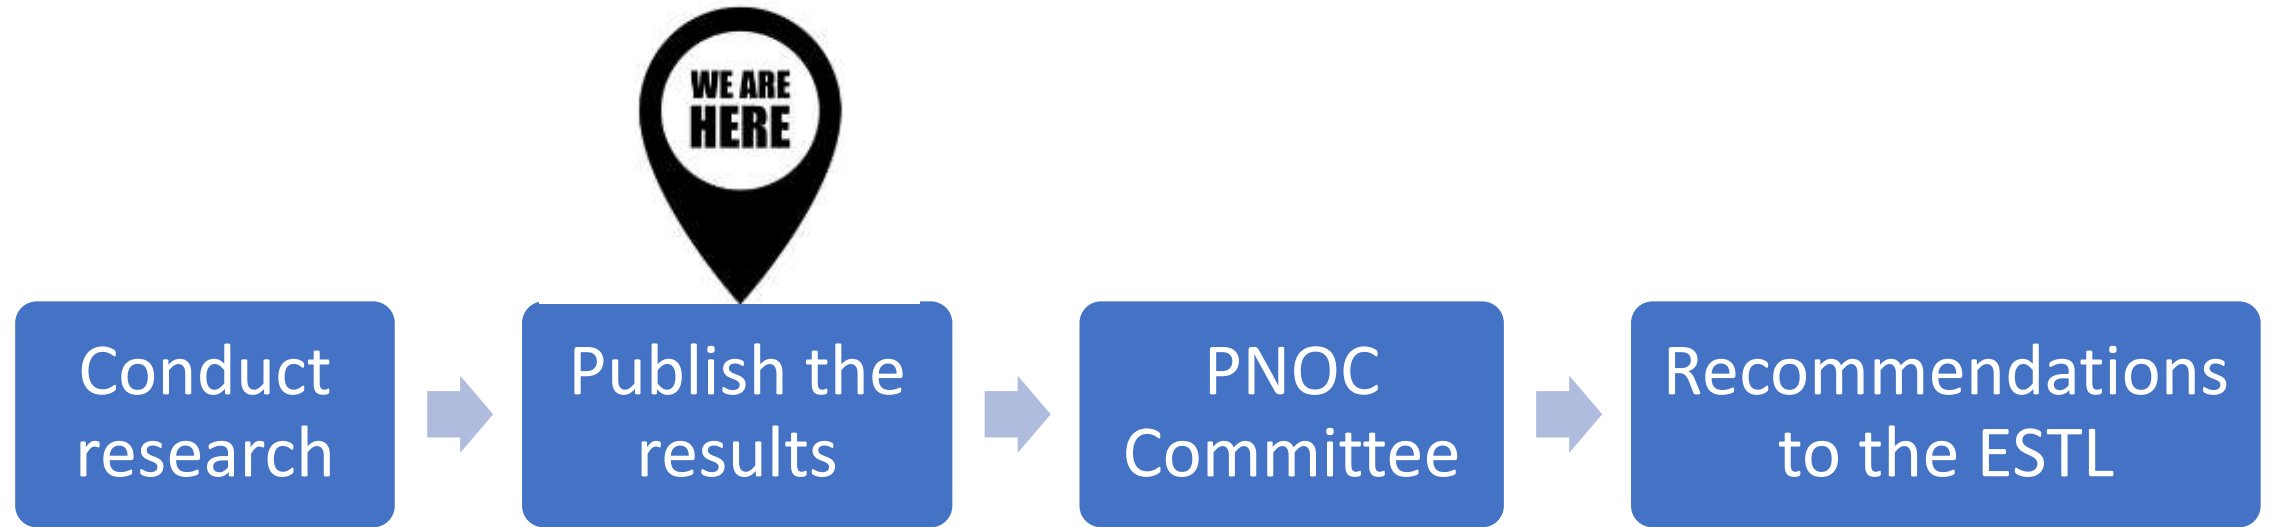 WE ARE
HERE
Conduct
research
Publish the
results
PNOC
Committee
Recommendations
to the ESTL